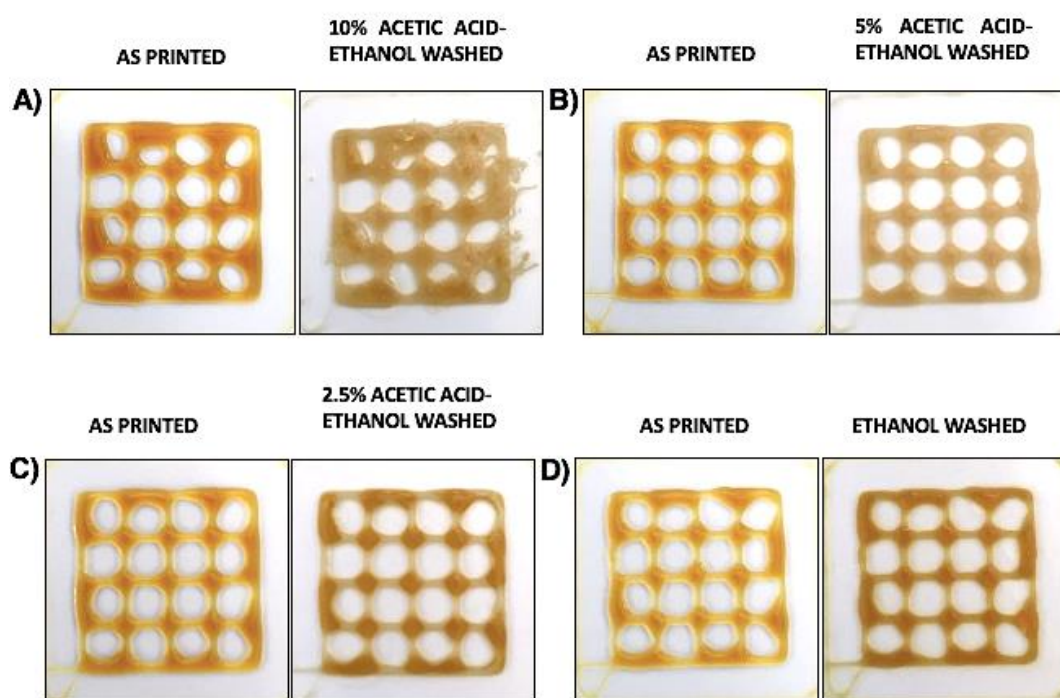 10% ACETIC ACID-
AS PRINTED ETHANOL WASHED
5% ACETIC ACID-
AS PRINTED ETHANOL WASHED
A)
B)
2.5% ACETIC ACID-
AS PRINTED ETHANOL WASHED
AS PRINTED ETHANOL WASHED
C)
D)